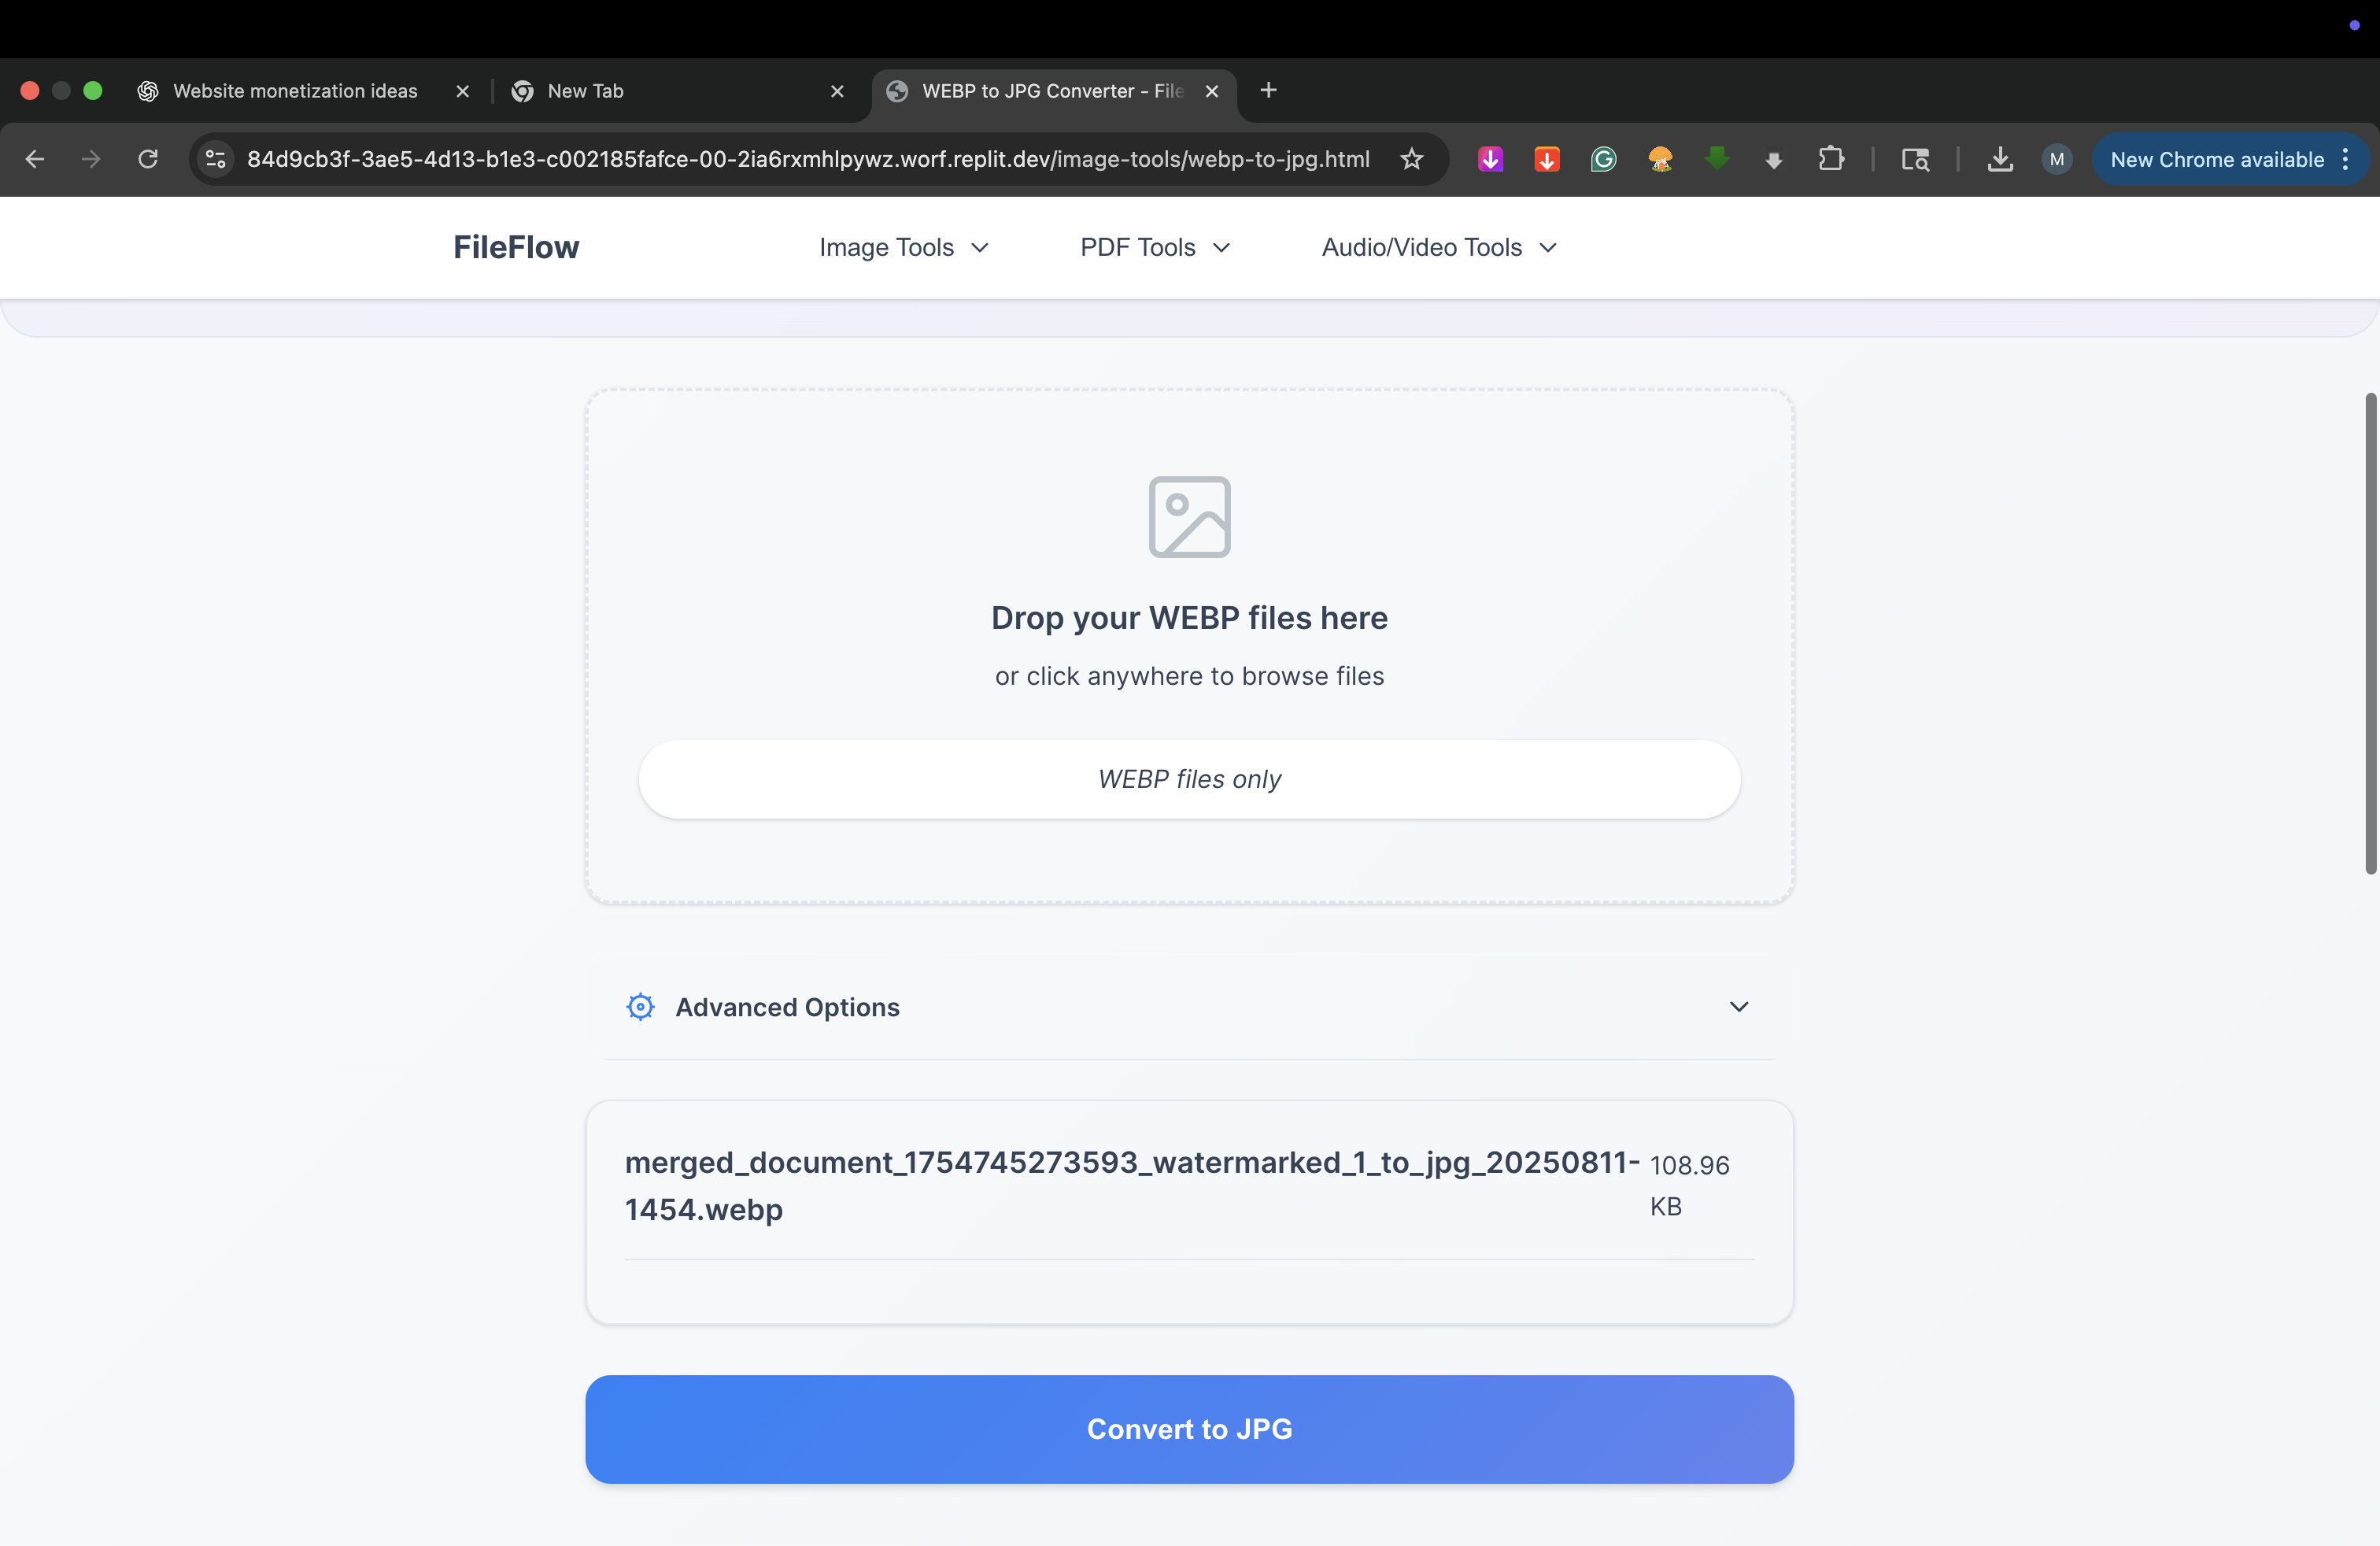 Website monetization ideas
New Tab
WEBP to JPG Converter - File
84d9cb3f-3ae5-4d13-b1e3-c002185fafce-00-2ia6rxmhlpywz.worf.replit.dev/image-tools/webp-to-jpg.html
M
New Chrome available
FileFlow
Image Tools
PDF Tools
Audio/Video Tools
Drop your WEBP files here
or click anywhere to browse files
WEBP files only
Advanced Options
merged_document_1754745273593_watermarked_1_to_jpg_20250811-
1454.webp
108.96
KB
Convert to JPG